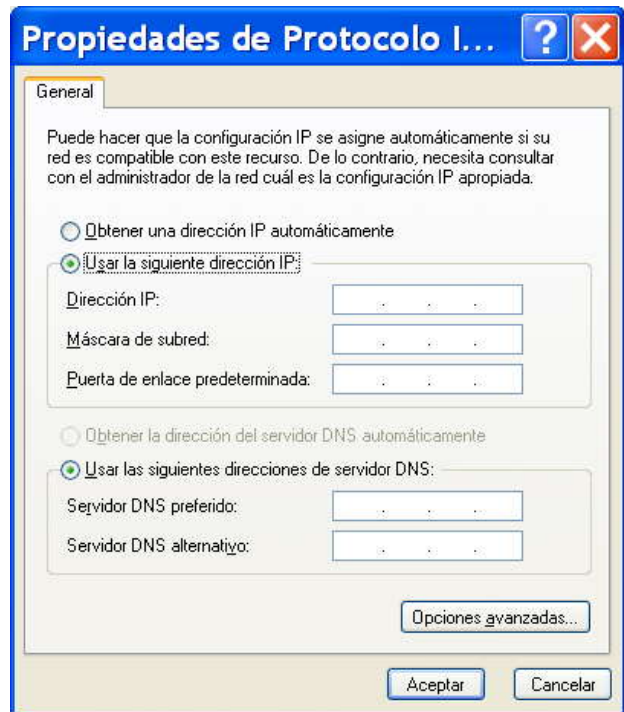 Propiedades de Protocolo I...
General
Puede hacer que la configuración IP se asigne automáticamente si su
red es compatible con este recurso. De lo contrario, necesita consultar
con el administrador de la red cuál es la configuración IP apropiada.
Obtener una dirección IP automáticamente
Usar la siguiente dirección IP:
Dirección IP:
Máscara de subred:
Puerta de enlace predeterminada:
Obtener la dirección del servidor DNS automáticamente
Usar las siguientes direcciones de servidor DNS:
Servidor DNS preferido:
Servidor DNS alternativo:
Opciones avanzadas...
Aceptar Cancelar